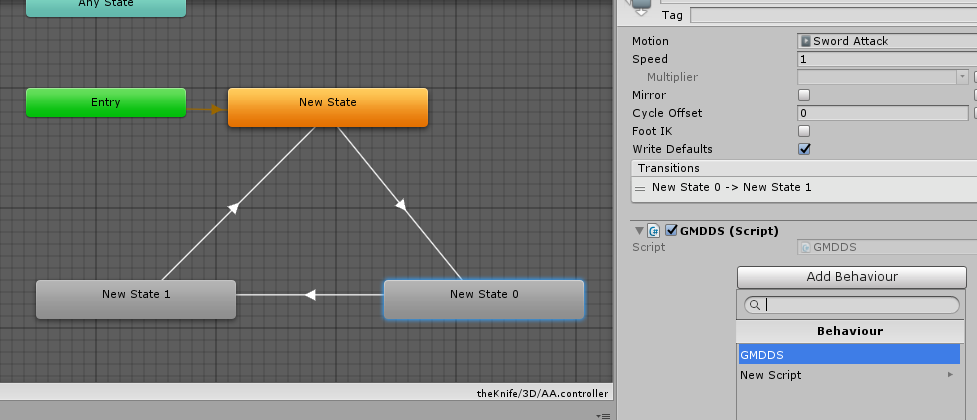 Any State
Entry
New State
New State 1
New State 0
theKnife/3D/AA.controller
Tag
Motion Sword Attack
Speed 1
Multiplier
Mirror
Cycle Offset 0
Foot IK
Write Defaults
Transitions
New State 0 -> New State 1
GMDDS (Script)
Script GMDDS
Add Behaviour
Behaviour
GMDDS
New Script